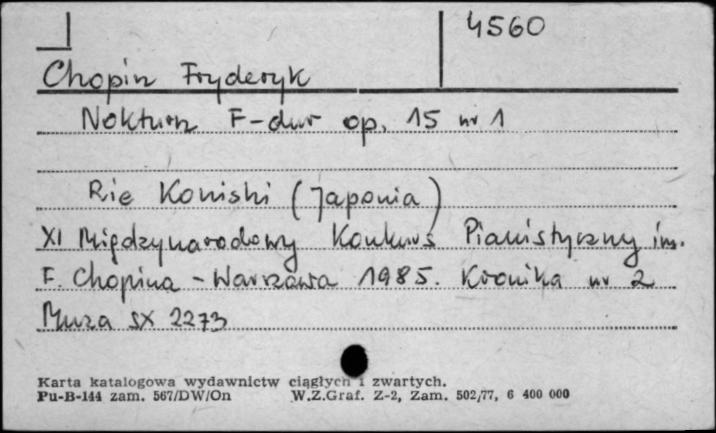 4560
Chopin Fryderyk
Nokturn F-dur op. 15 nr 1
Rie Konishi (Japonia)
XI Międzynarodowy Konkurs Pianistyczny im.
F. Chopina - Warszawa 1985. Kronika nr 2
Muza SX 2273
Karta katalogowa wydawnictw ciągłych i zwartych.
Pu-B-144 zam. 567/DW/On W.Z.Graf. Z-2, Zam. 502/77, 6 400 000